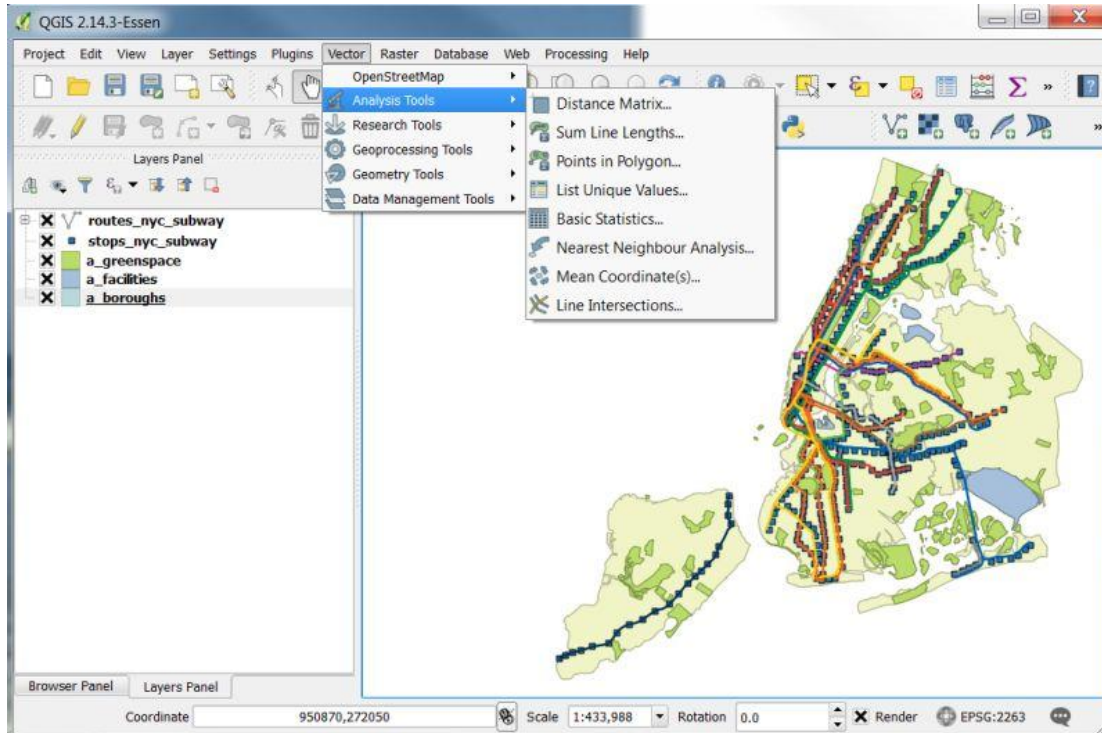 QGIS 2.14.3-Essen
Project Edit View Layer Settings Plugins Vector Raster Database Web Processing Help
OpenStreetMap
Analysis Tools
Research Tools
Geoprocessing Tools
Geometry Tools
Data Management Tools
Distance Matrix...
Sum Line Lengths...
Points in Polygon...
List Unique Values...
Basic Statistics...
Nearest Neighbour Analysis...
Mean Coordinate(s)...
Line Intersections...
Layers Panel
routes_nyc_subway
stops_nyc_subway
a_greenspace
a_facilities
a_boroughs
Browser Panel Layers Panel
Coordinate 950870,272050 Scale 1:433,988 Rotation 0.0 Render EPSG:2263